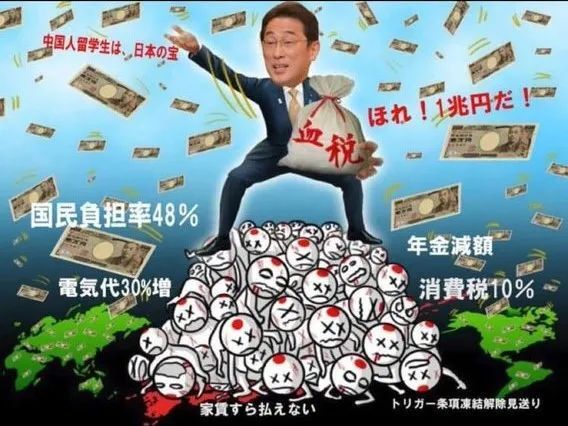 中国人留学生は、日本の宝
ほれ！1兆円だ！
血税
国民負担率48%
年金減額
電気代30%増
消費税10%
家賃すら払えない
トリガー条項凍結解除見送り